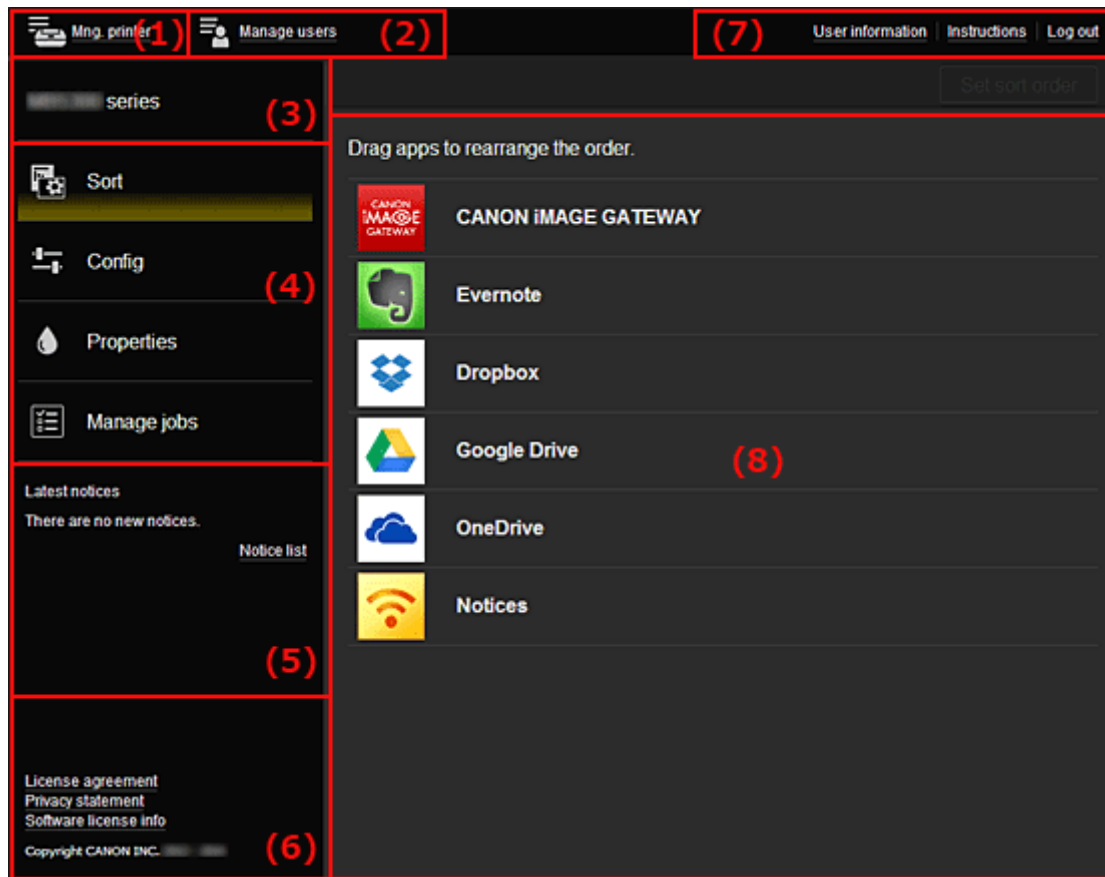 Mng. printer (1)
Manage users (2)
(7) User information Instructions Log out
series (3)
Set sort order
Drag apps to rearrange the order.
Sort
CANON iMAGE GATEWAY
CANON iMAGE GATEWAY
Config
(4)
Evernote
Properties
Dropbox
Manage jobs
Google Drive
(8)
Latest notices
There are no new notices.
Notice list
OneDrive
Notices
(5)
License agreement
Privacy statement
Software license info
Copyright CANON INC.
(6)